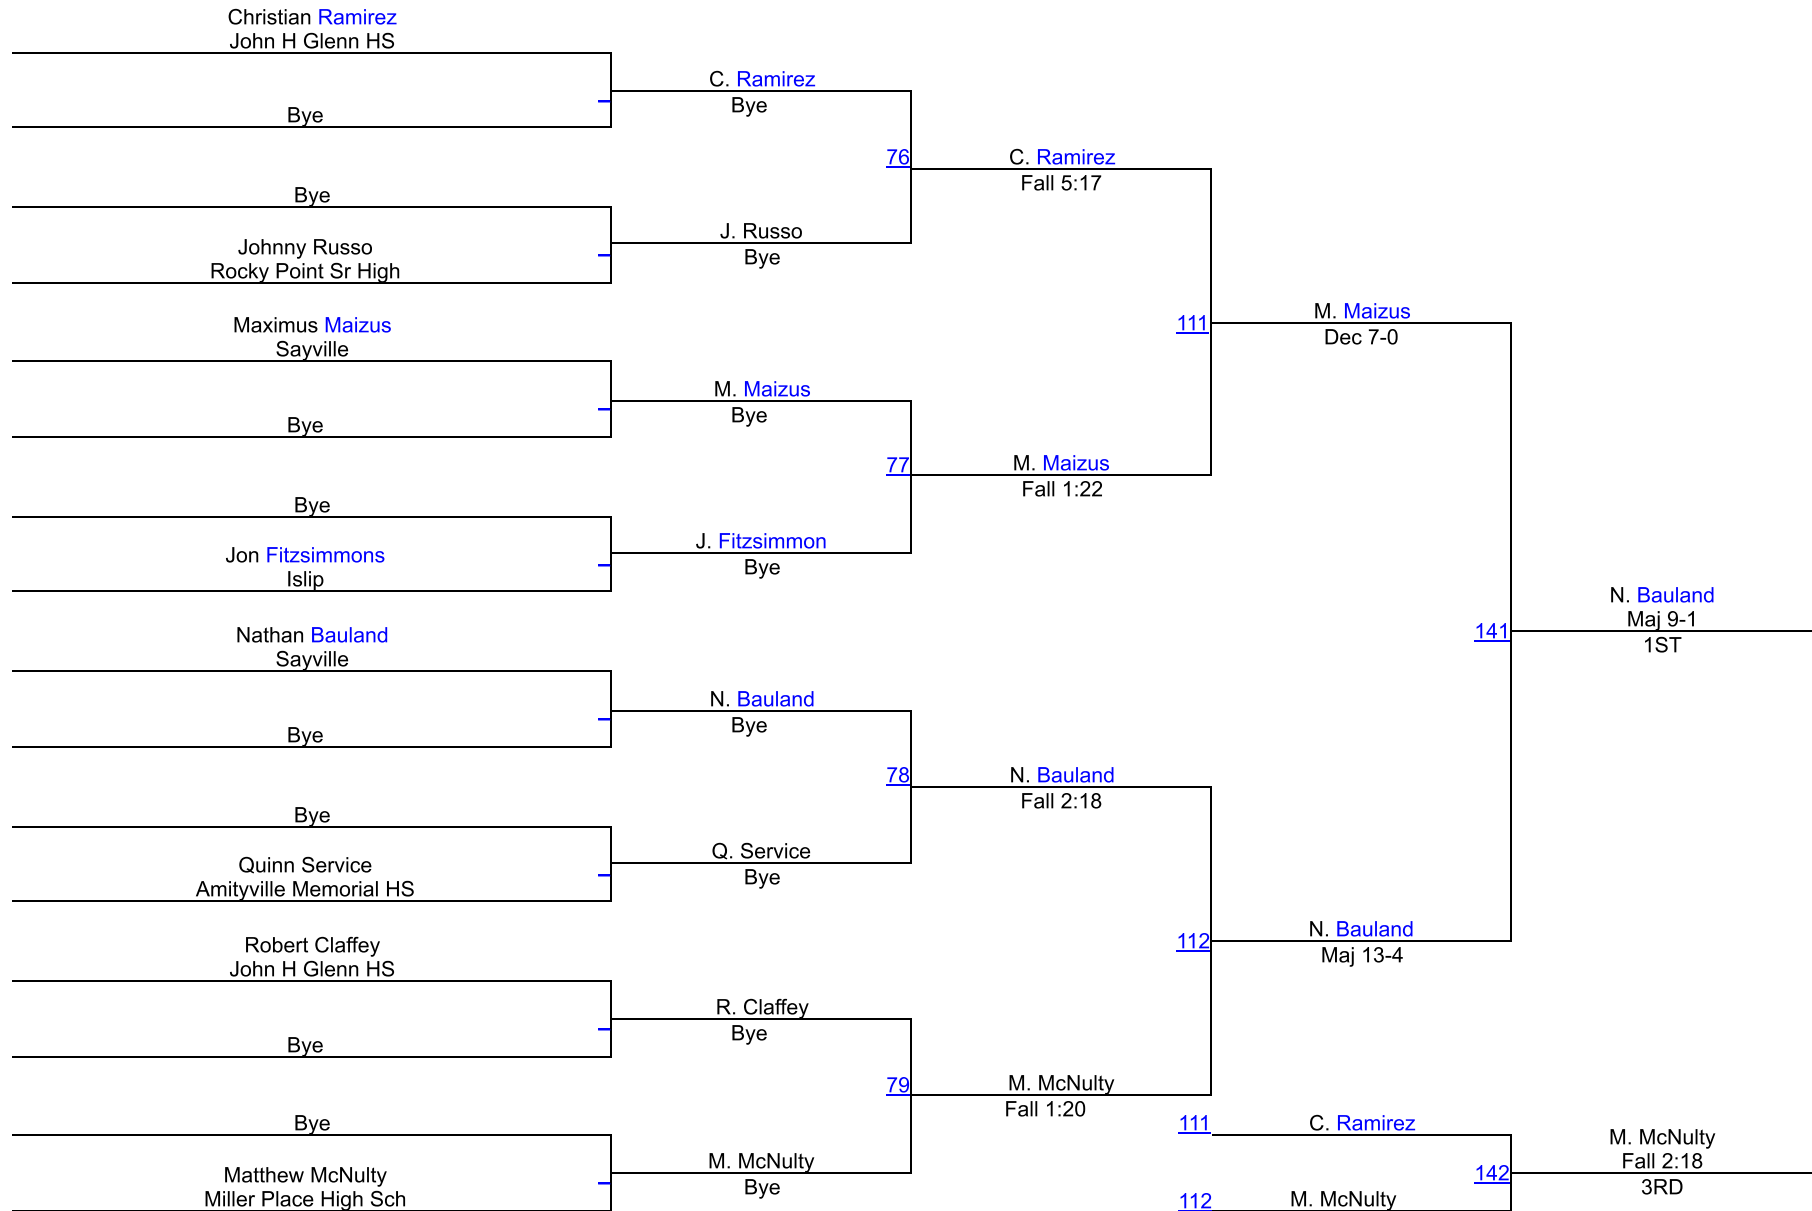 Christian Ramirez
John H Glenn HS
Bye
Bye
Johnny Russo
Rocky Point Sr High
Maximus Maizus
Sayville
Bye
Bye
Jon Fitzsimmons
Islip
Nathan Bauland
Sayville
Bye
Bye
Quinn Service
Amityville Memorial HS
Robert Claffey
John H Glenn HS
Bye
Bye
Matthew McNulty
Miller Place High Sch
C. Ramirez
Bye
76
J. Russo
Bye
M. Maizus
Bye
77
J. Fitzsimmon
Bye
N. Bauland
Bye
78
Q. Service
Bye
R. Claffey
Bye
79
M. McNulty
Bye
C. Ramirez
Fall 5:17
111
M. Maizus
Fall 1:22
N. Bauland
Fall 2:18
112
M. McNulty
Fall 1:20
M. Maizus
Dec 7-0
141
N. Bauland
Maj 13-4
N. Bauland
Maj 9-1
1ST
111
C. Ramirez
142
112
M. McNulty
M. McNulty
Fall 2:18
3RD